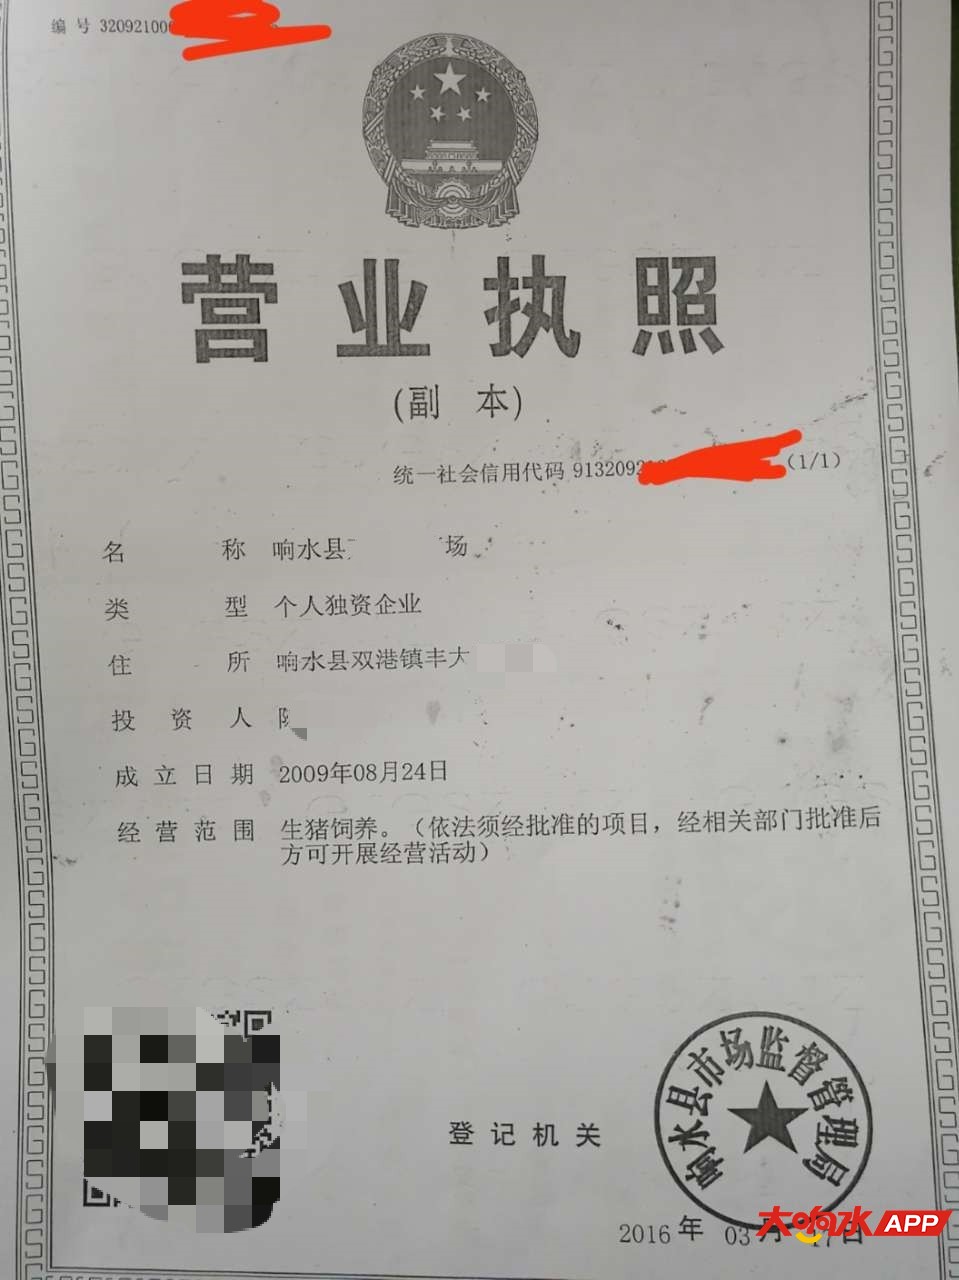 编 号 32092100
营业执照
(副 本)
统一社会信用代码 9132092 (1/1)
名 称 响水县 场
类 型 个人独资企业
住 所 响水县双港镇丰大
投 资 人
成 立 日 期 2009年08月24日
经 营 范 围 生猪饲养。（依法须经批准的项目，经相关部门批准后
方可开展经营活动）
登 记 机 关
响水县市场监督管理局
2016 年 03 月 17 日
大响水APP